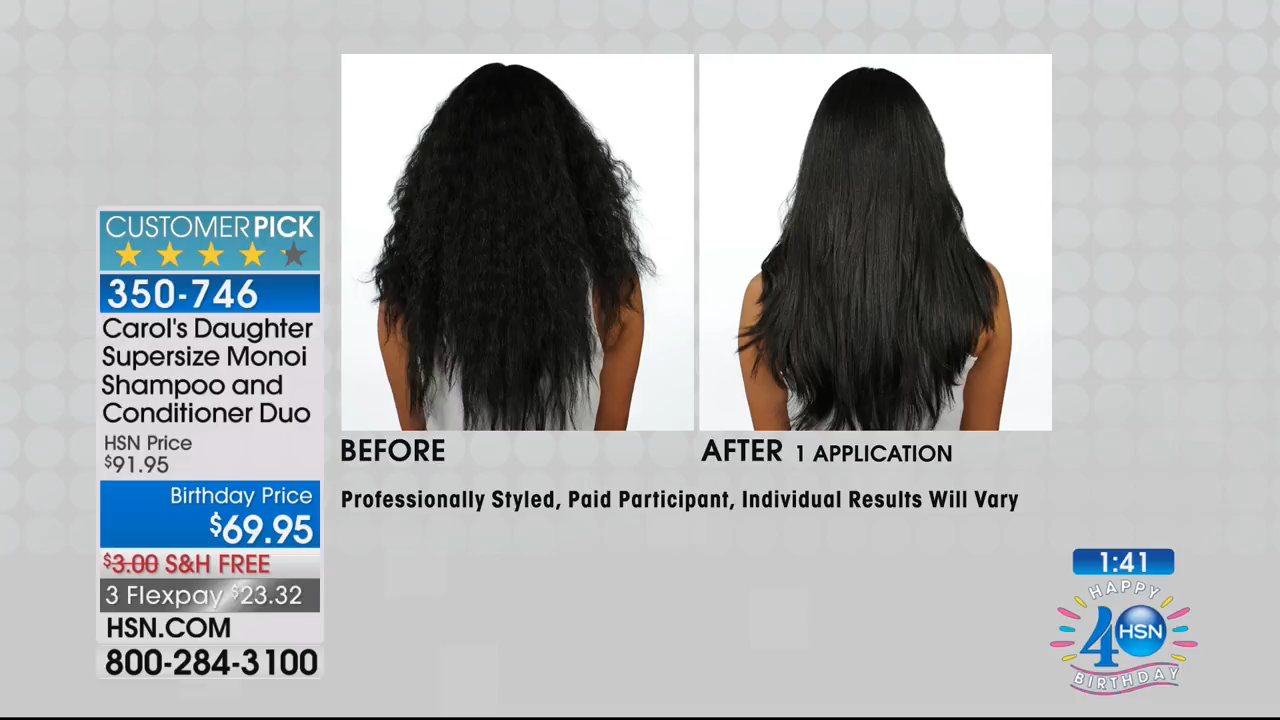 CUSTOMERPICK
350-746
Carol's Daughter
Supersize Monoi
Shampoo and
Conditioner Duo
HSN Price
$91.95
Birthday Price
$69.95
$3.00 S&H FREE
3 Flexpay $23.32
HSN.COM
800-284-3100
BEFORE
AFTER 1 APPLICATION
Professionally Styled, Paid Participant, Individual Results Will Vary
1:41
HAPPY
40 HSN
BIRTHDAY